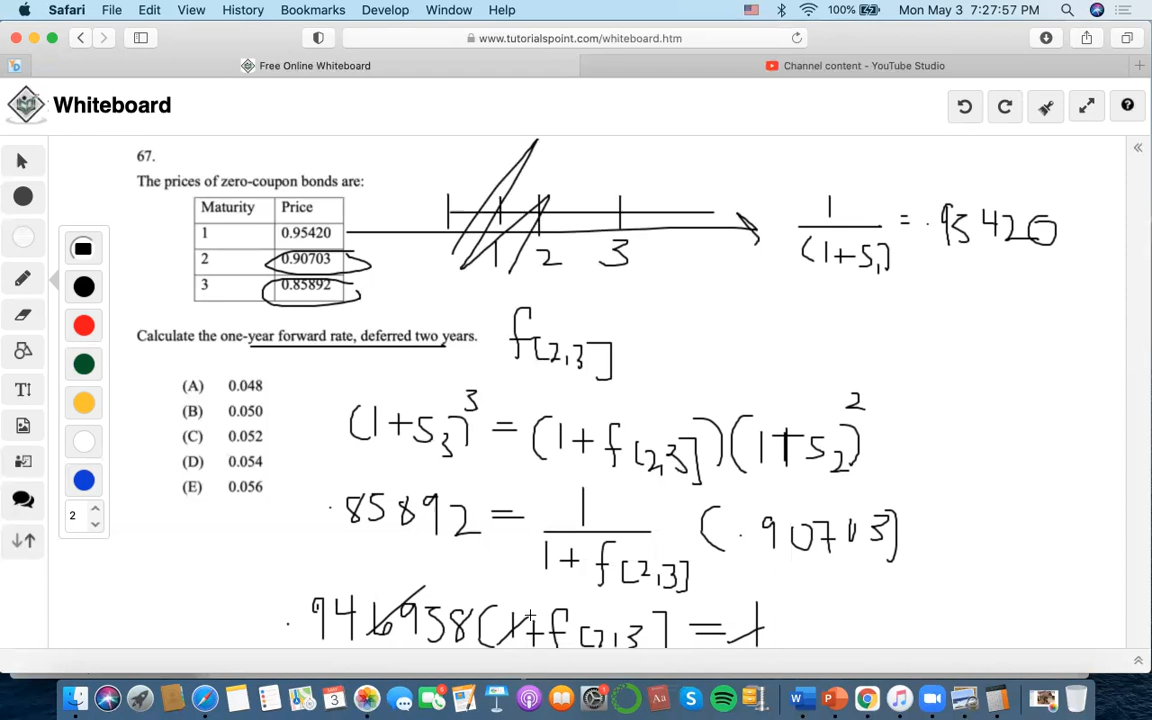 Safari File Edit View History Bookmarks Develop Window Help 100% Mon May 3 7:27:57 PM
www.tutorialspoint.com/whiteboard.htm
Free Online Whiteboard
Channel content - YouTube Studio
Whiteboard
67.
The prices of zero-coupon bonds are:
Maturity Price
1 0.95420
2 0.90703
3 0.85892
1 2 3
1/(1+S1) = .95420
Calculate the one-year forward rate, deferred two years.
f[2,3]
(A) 0.048
(B) 0.050
(C) 0.052
(D) 0.054
(E) 0.056
(1+S3)^3 = (1+f[2,3])(1+S2)^2
.85892 = 1/(1+f[2,3]) (.90703)
.946958(1+f[2,3] = 1
2